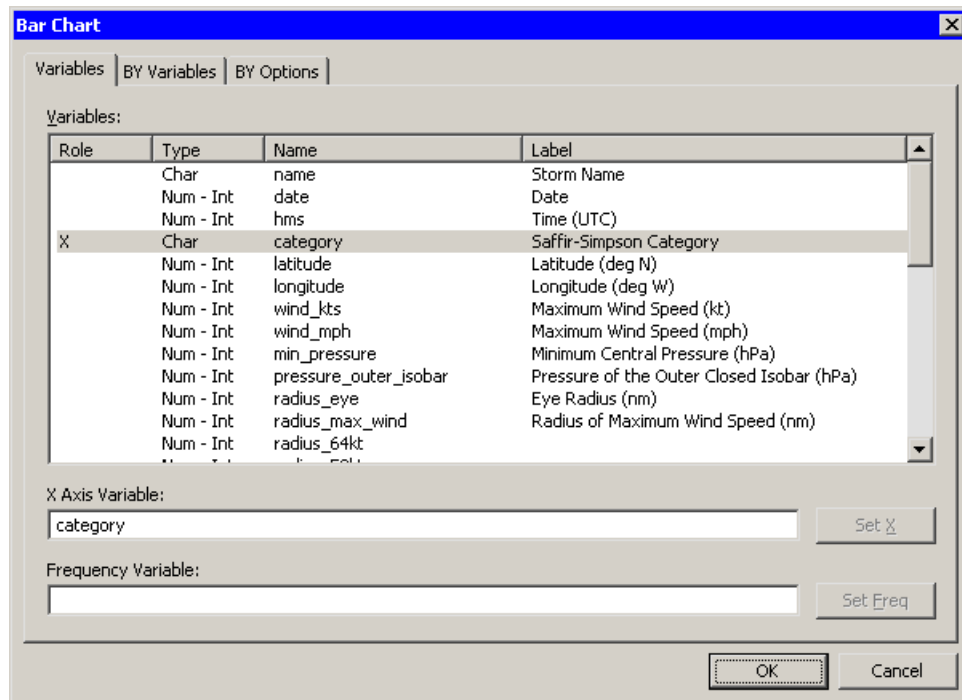 Bar Chart
Variables BY Variables BY Options
Variables:
Role Type Name Label
Char name Storm Name
Num - Int date Date
Num - Int hms Time (UTC)
X Char category Saffir-Simpson Category
Num - Int latitude Latitude (deg N)
Num - Int longitude Longitude (deg W)
Num - Int wind_kts Maximum Wind Speed (kt)
Num - Int wind_mph Maximum Wind Speed (mph)
Num - Int min_pressure Minimum Central Pressure (hPa)
Num - Int pressure_outer_isobar Pressure of the Outer Closed Isobar (hPa)
Num - Int radius_eye Eye Radius (nm)
Num - Int radius_max_wind Radius of Maximum Wind Speed (nm)
Num - Int radius_64kt
X Axis Variable:
category Set X
Frequency Variable:
Set Freq
OK Cancel